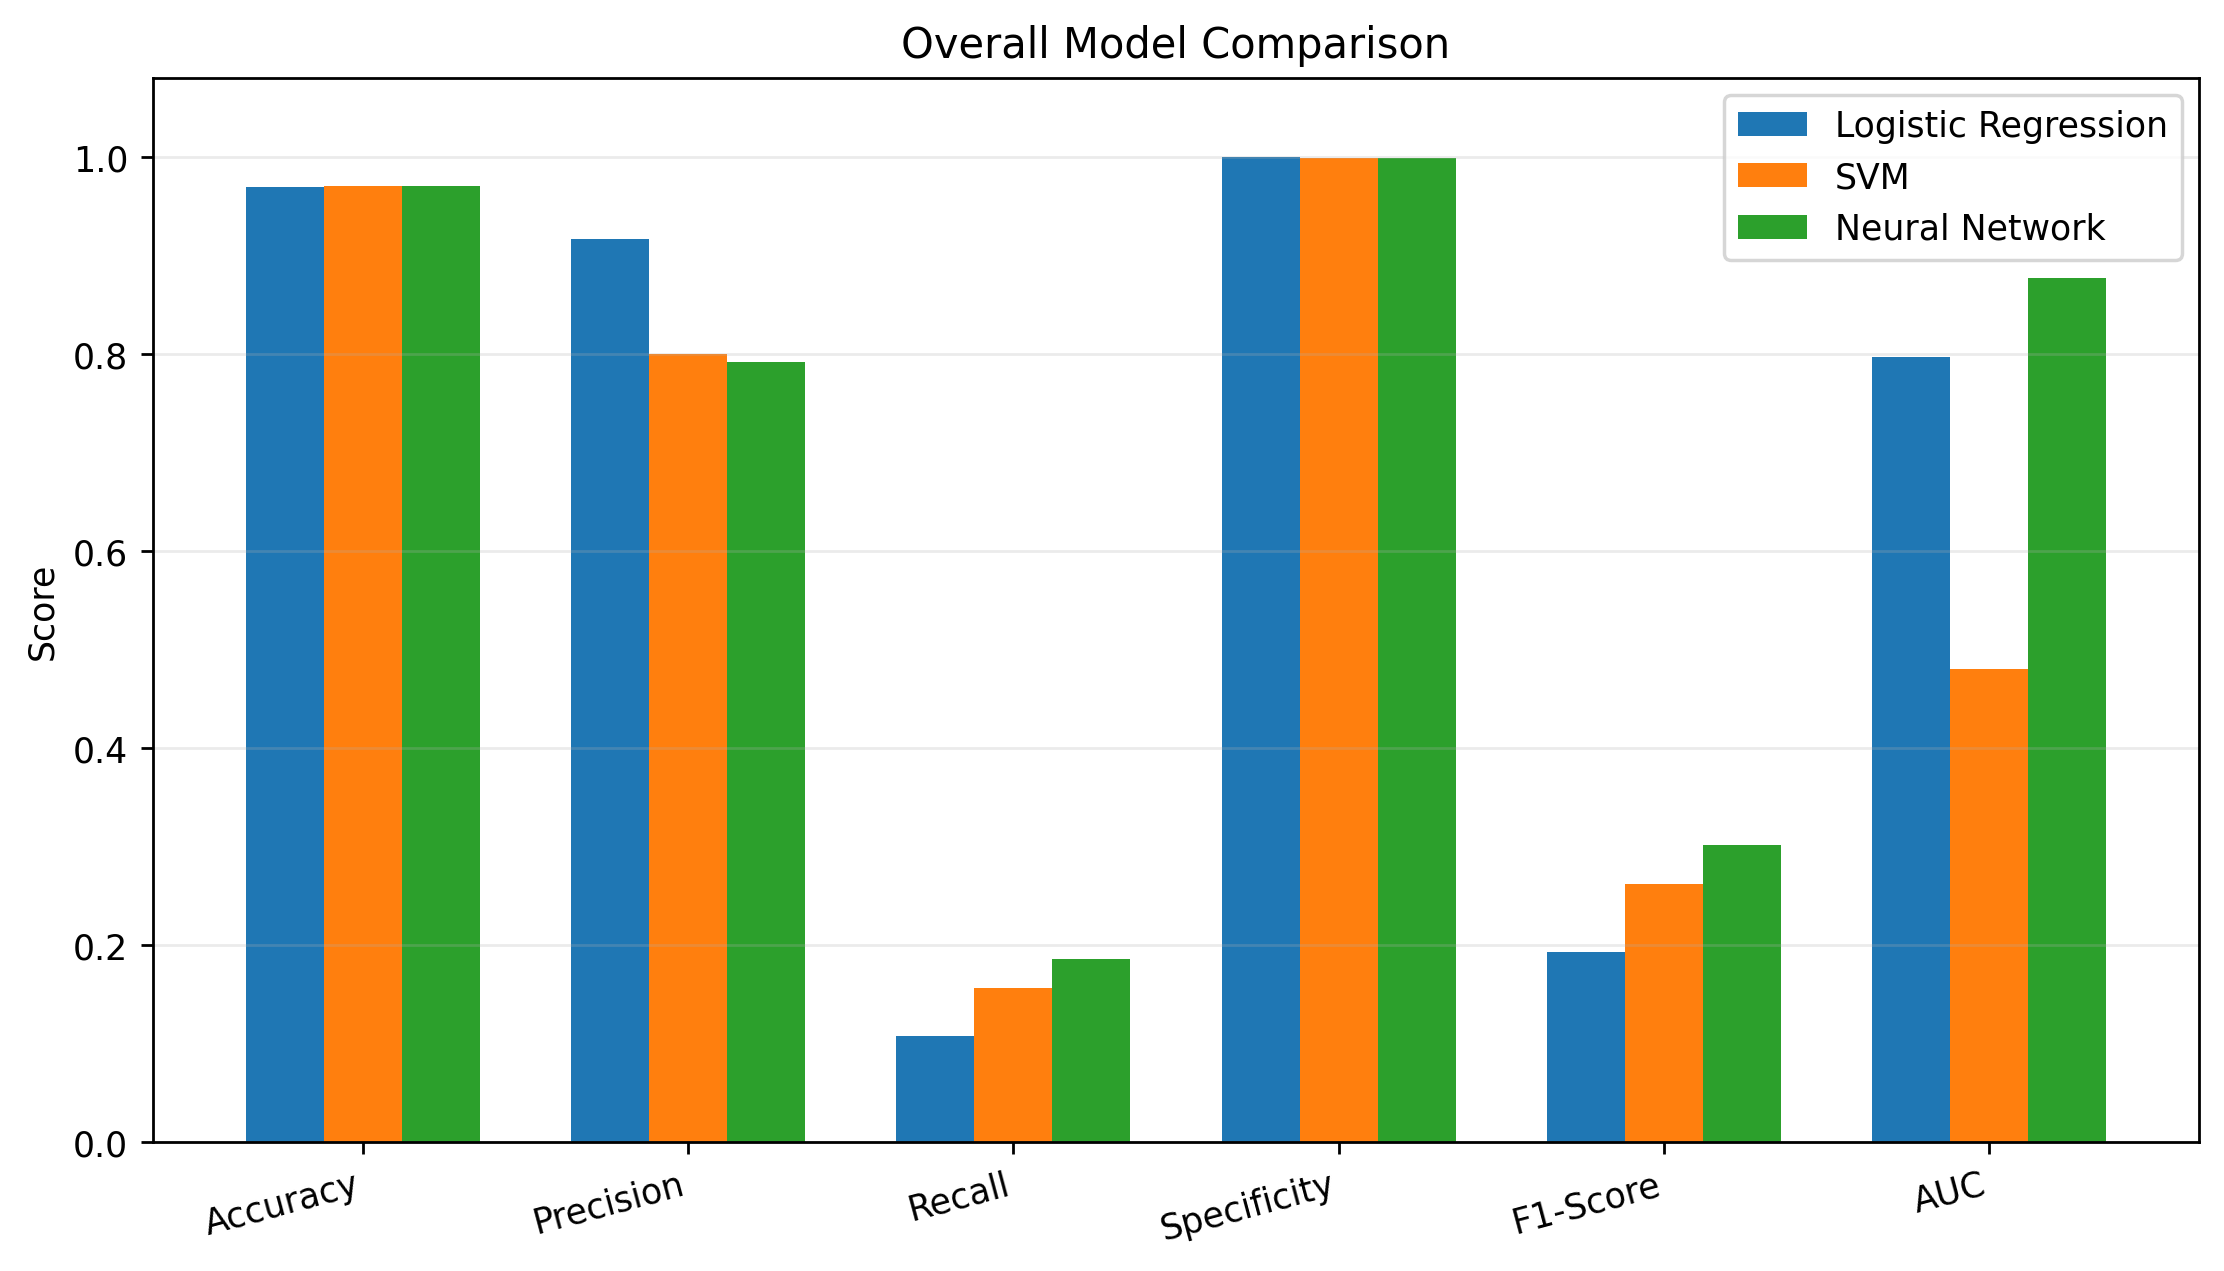 Overall Model Comparison
Logistic Regression
SVM
Neural Network
Score
1.0
0.8
0.6
0.4
0.2
0.0
Accuracy
Precision
Recall
Specificity
F1-Score
AUC